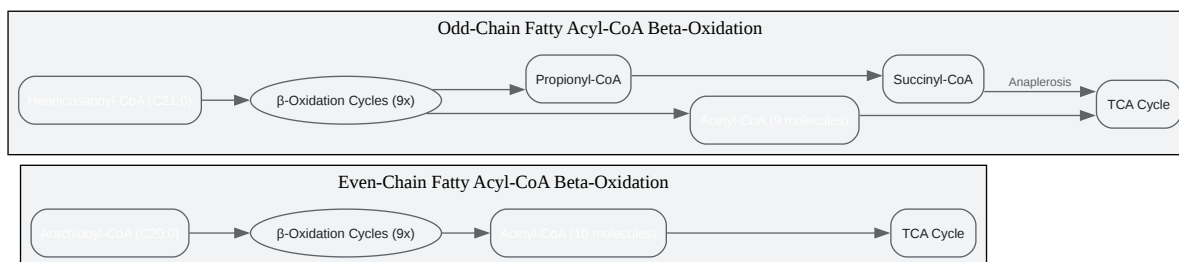 Odd-Chain Fatty Acyl-CoA Beta-Oxidation
Henicosanoyl-CoA (C21:0)
β-Oxidation Cycles (9x)
Propionyl-CoA
Succinyl-CoA
Anaplerosis
Acetyl-CoA (9 molecules)
TCA Cycle
Even-Chain Fatty Acyl-CoA Beta-Oxidation
Arachidoyl-CoA (C20:0)
β-Oxidation Cycles (9x)
Acetyl-CoA (10 molecules)
TCA Cycle